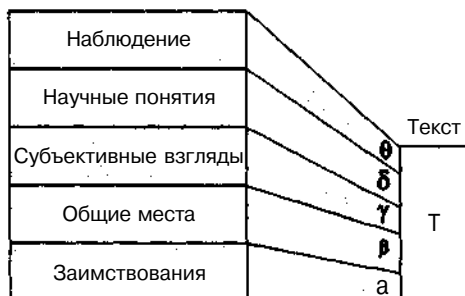 Наблюдение
Научные понятия
Субъективные взгляды
Общие места
Заимствования
Текст
θ
δ
γ
β
а
Т